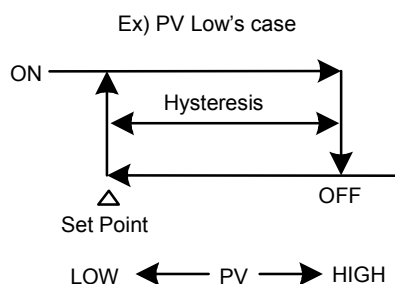 Ex) PV Low's case
ON
Hysteresis
OFF
Set Point
LOW PV HIGH